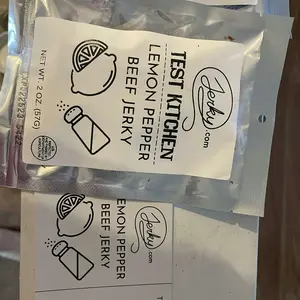 Jerky.com
TEST KITCHEN
LEMON PEPPER
BEEF JERKY
NET WT. 2 OZ. (57G)
Jerky.com
LEMON PEPPER
BEEF JERKY